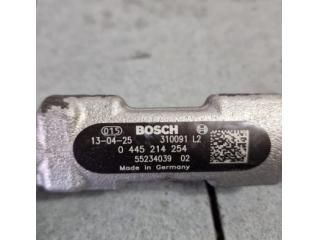 015 BOSCH
13-04-25 310091 L2
0 445 214 254
55234039 02
Made in Germany